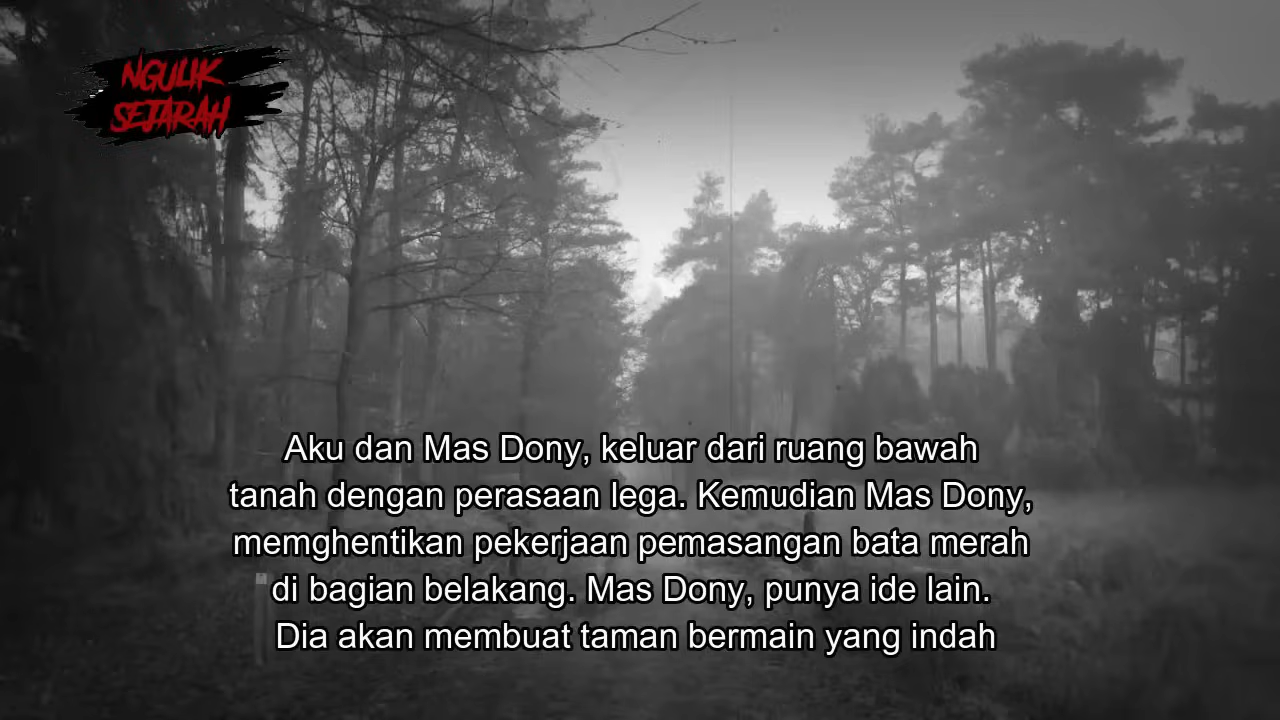 NGULIK
SEJARAH
Aku dan Mas Dony, keluar dari ruang bawah
tanah dengan perasaan lega. Kemudian Mas Dony,
memghentikan pekerjaan pemasangan bata merah
di bagian belakang. Mas Dony, punya ide lain.
Dia akan membuat taman bermain yang indah